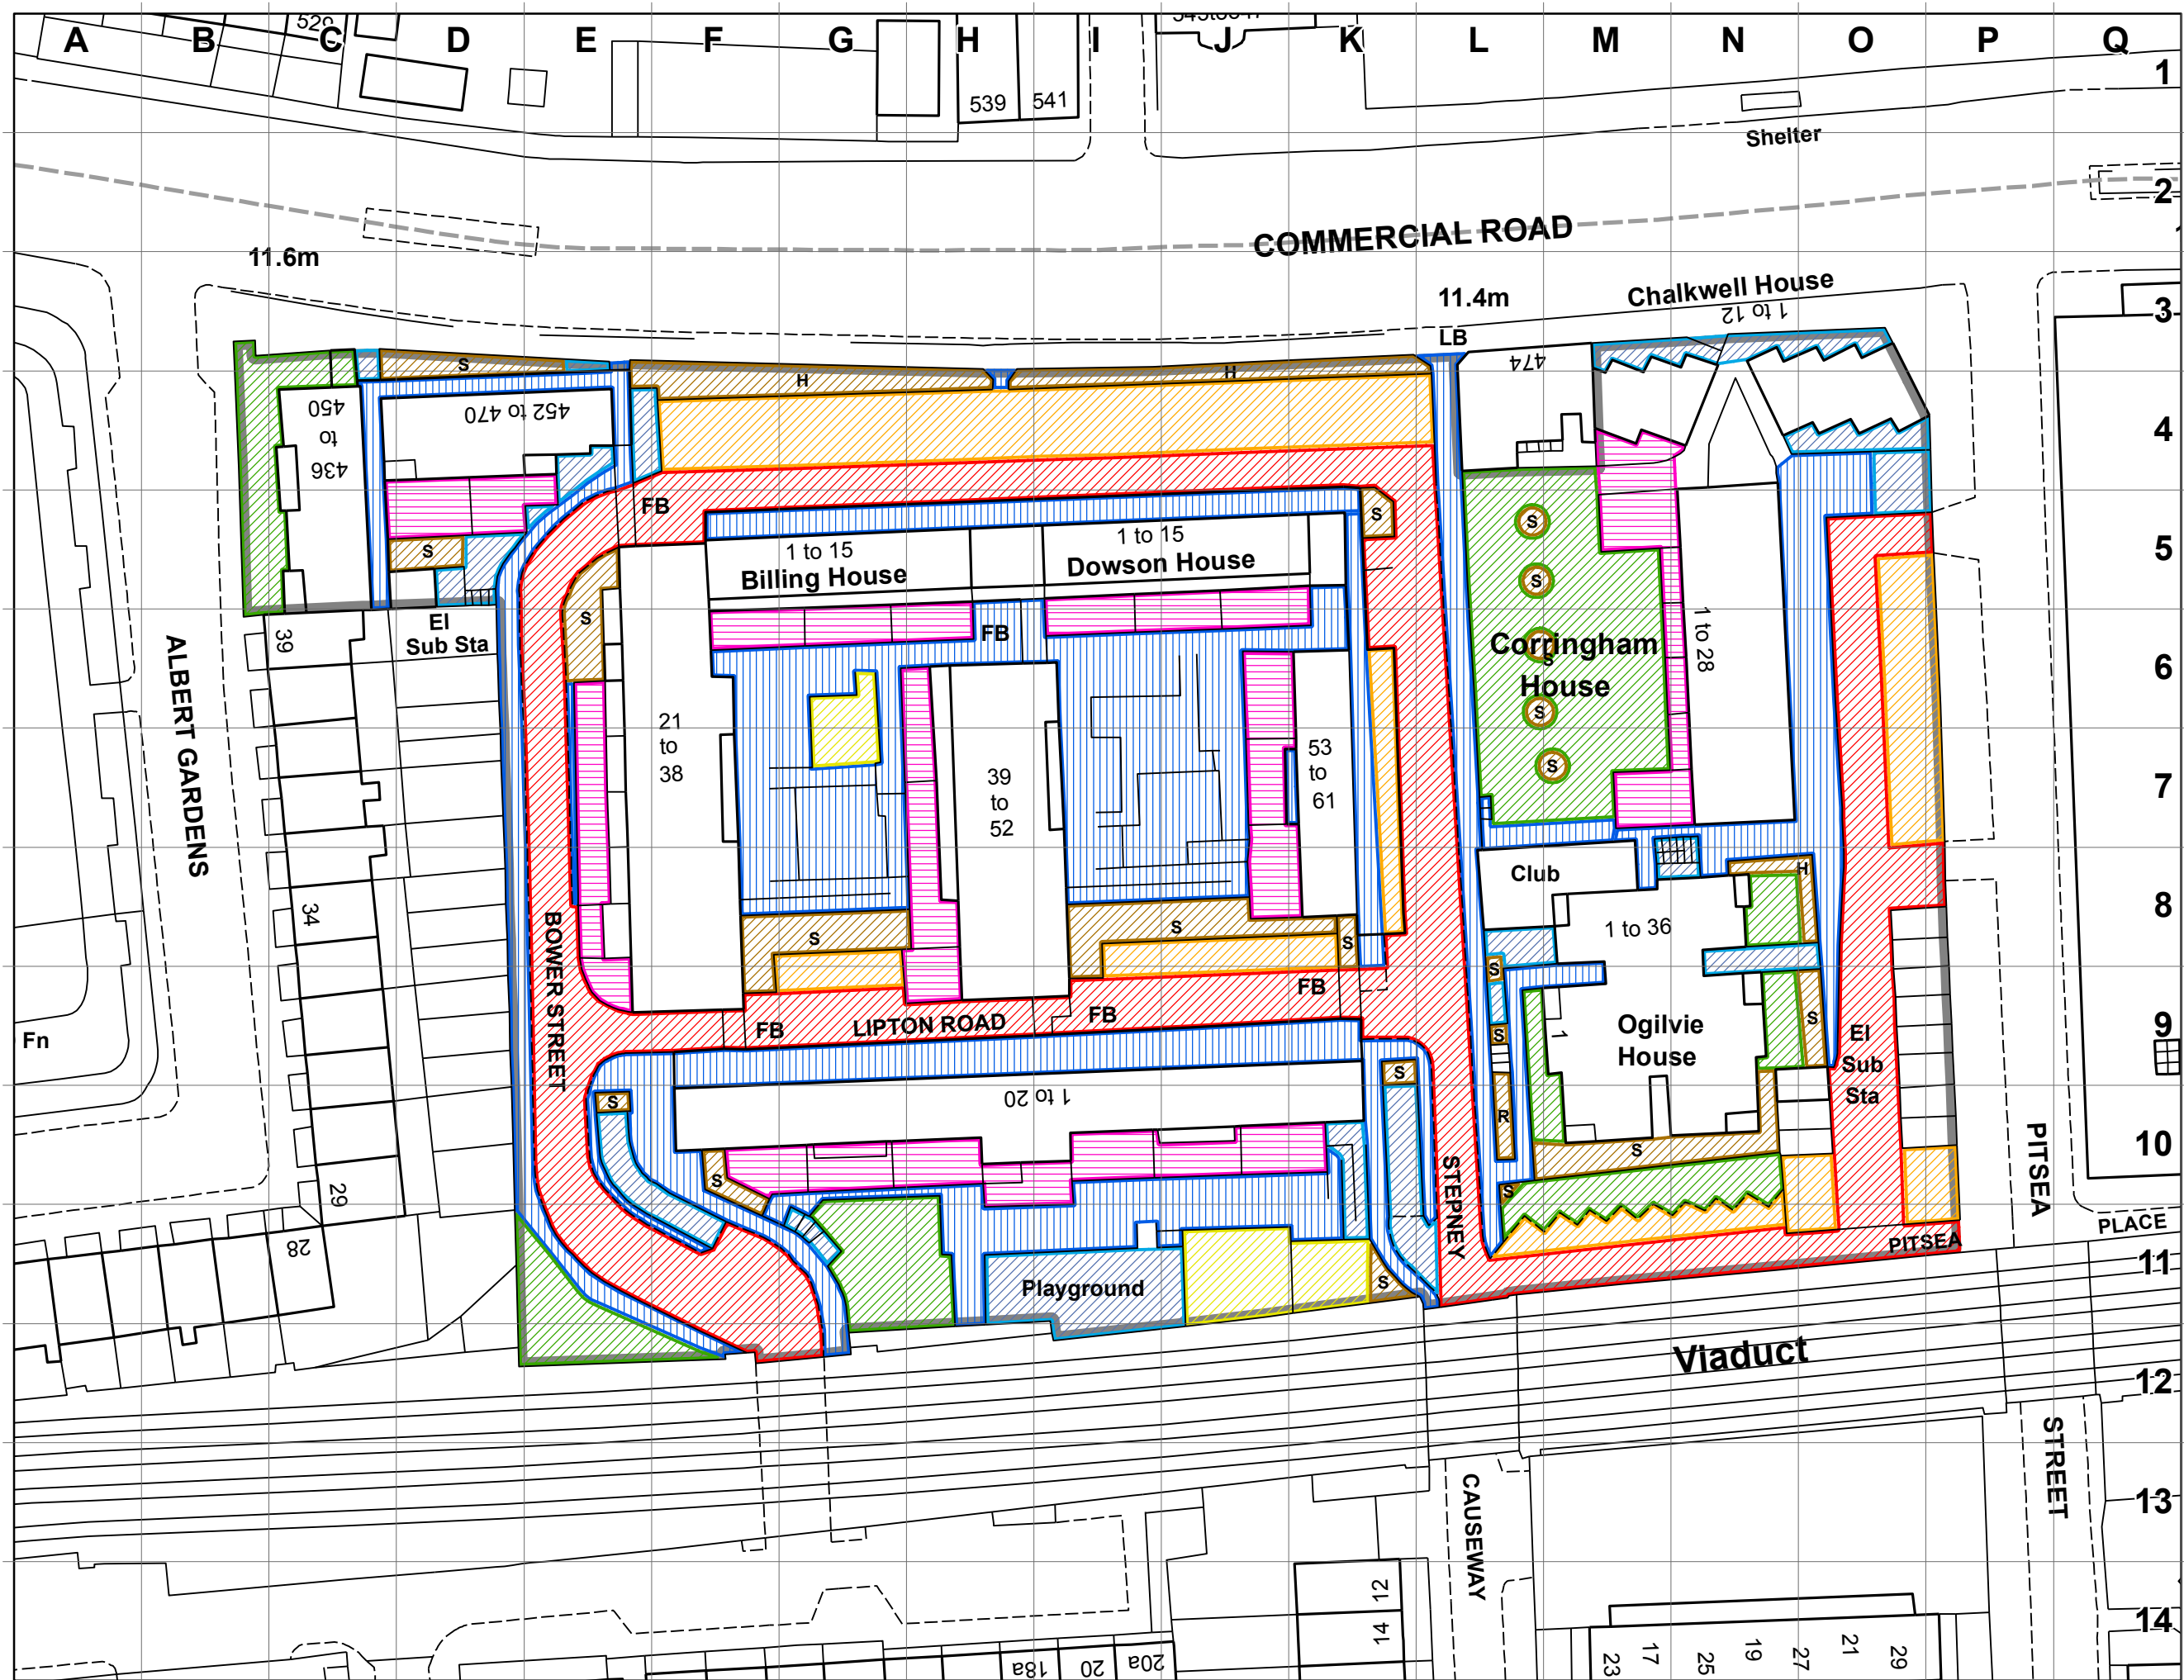 A B C D E F G H I J K L M N O P Q
1
539
541
Shelter
2
COMMERCIAL ROAD
11.6m
11.4m
Chalkwell House
1 to 12
3
LB
474
S
H
H
450
to
436
452 to 470
4
FB
S
1 to 15
Billing House
1 to 15
Dowson House
S
S
S
5
S
El
Sub Sta
39
FB
S
Corringham
House
1 to 28
6
ALBERT GARDENS
21
to
38
39
to
52
53
to
61
S
S
7
Club
H
34
BOWER STREET
S
S
S
1 to 36
8
S
FB
FB
FB
LIPTON ROAD
S
1
Ogilvie
House
S
El
Sub
Sta
9
Fn
S
1 to 20
S
R
S
10
29
S
S
STEPNEY
PITSEA
PLACE
28
PITSEA
11
Playground
S
Viaduct
12
STREET
CAUSEWAY
13
12
14
14
18a
20
20a
23
17
25
19
27
21
29